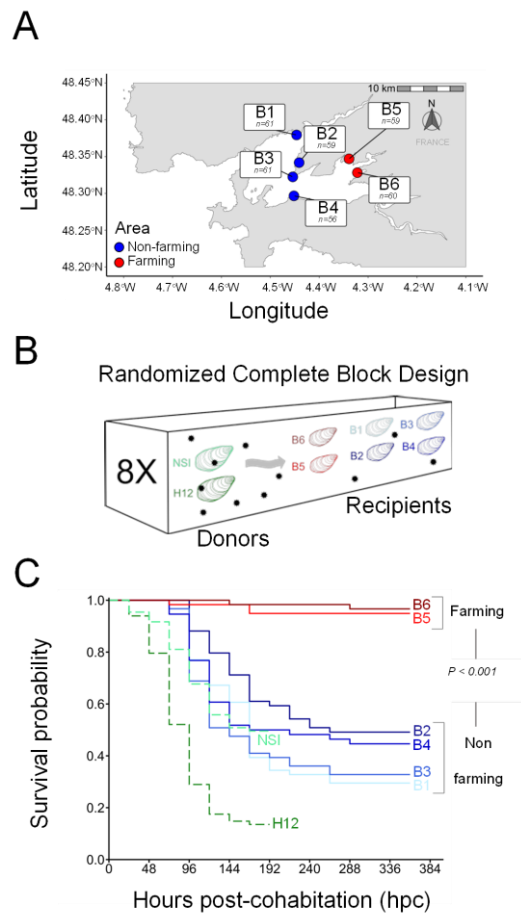 A
48.45°N
48.40°N
48.35°N
48.30°N
48.25°N
48.20°N
Latitude
10 km
N
FRANCE
B1
n=61
B2
n=59
B5
n=59
B3
n=61
B4
n=56
B6
n=60
Area
Non-farming
Farming
4.8°W 4.7°W 4.6°W 4.5°W 4.4°W 4.3°W 4.2°W 4.1°W
Longitude
B
Randomized Complete Block Design
8X
NSI
H12
Donors
B6 B1 B3
B5 B2 B4
Recipients
C
Survival probability
1.0
0.8
0.6
0.4
0.2
0.0
B6
B5
Farming
P < 0.001
B2
B4
NSI
Non
farming
B3
B1
H12
0 48 96 144 192 240 288 336 384
Hours post-cohabitation (hpc)